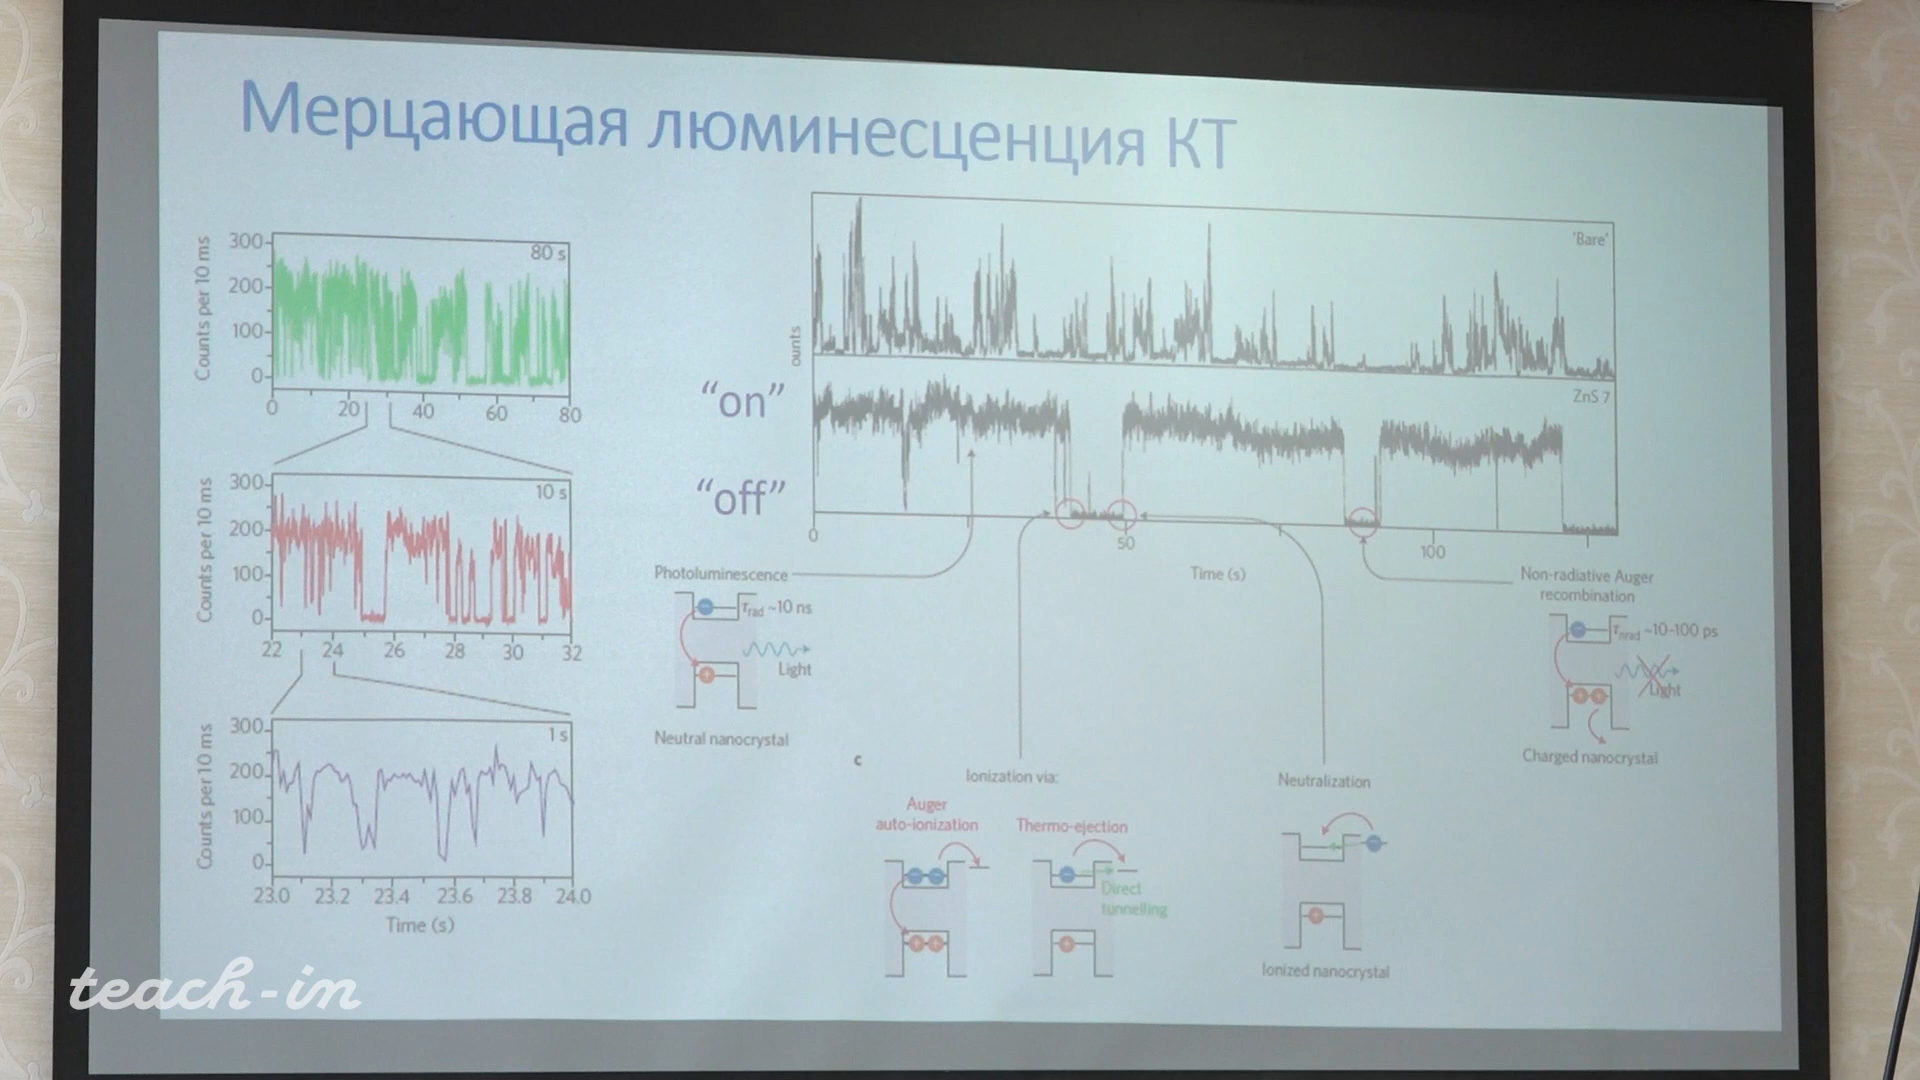 Мерцающая люминесценция КТ
Counts per 10 ms
300
200
100
0
80 s
0 20 40 60 80
Counts per 10 ms
300
200
100
0
10 s
22 24 26 28 30 32
Counts per 10 ms
300
200
100
0
1 s
23.0 23.2 23.4 23.6 23.8 24.0
Time (s)
ounts
'Bare'
ZnS 7
“on”
“off”
0 50 100
Time (s)
Photoluminescence
τrad ~10 ns
Light
Neutral nanocrystal
Non-radiative Auger
recombination
τnrad ~10-100 ps
Light
Charged nanocrystal
c
Ionization via:
Auger
auto-ionization
Thermo-ejection
Direct
tunnelling
Neutralization
Ionized nanocrystal
teach-in